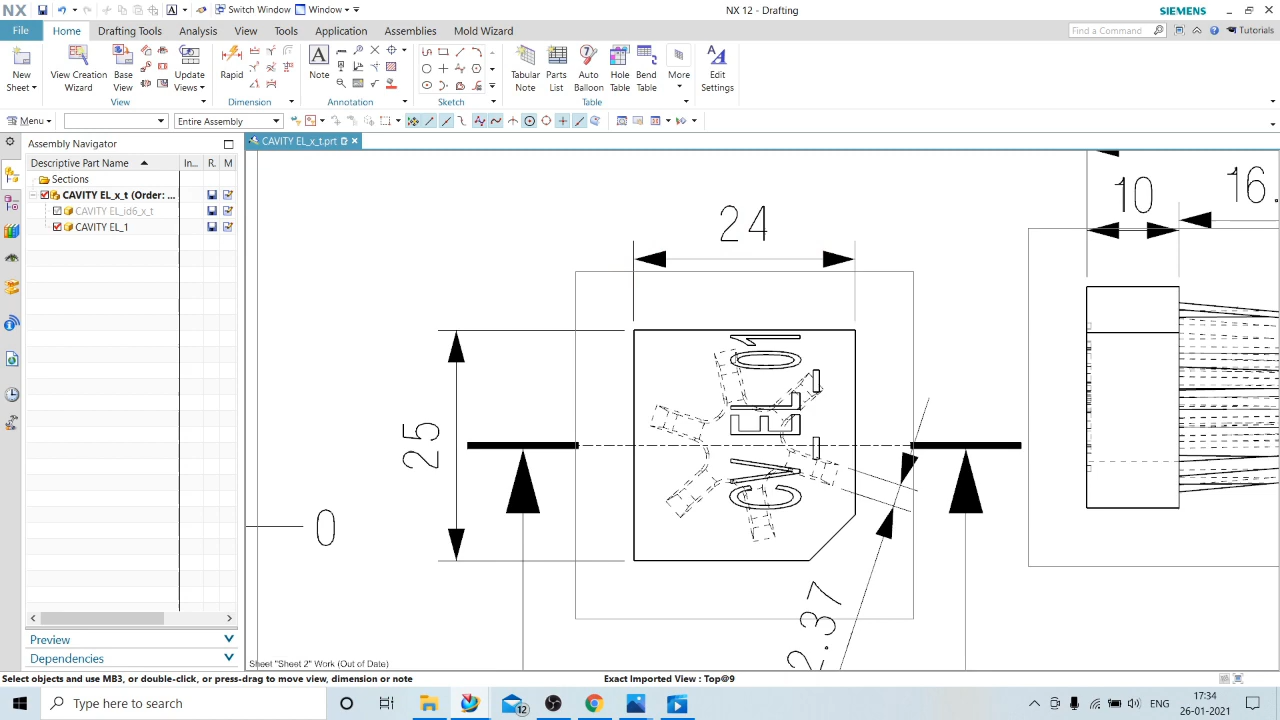 NX Switch Window Window NX 12 - Drafting SIEMENS
File Home Drafting Tools Analysis View Tools Application Assemblies Mold Wizard Find a Command Tutorials
New Sheet View Creation Wizard Base View Update Views Rapid Note Tabular Note Parts List Auto Balloon Hole Table Bend Table More Edit Settings
View Dimension Annotation Sketch Table
Menu Entire Assembly
Assembly Navigator CAVITY EL_x_t.prt
Descriptive Part Name In... R. M
Sections
CAVITY EL_x_t (Order: ...
CAVITY EL_id6_x_t
CAVITY EL_1
24
10
16.
25
CV_EL_01
0
2.37
Preview
Dependencies
Sheet "Sheet 2" Work (Out of Date)
Select objects and use MB3, or double-click, or press-drag to move view, dimension or note Exact Imported View : Top@9
Type here to search 12 ENG 17:34
26-01-2021